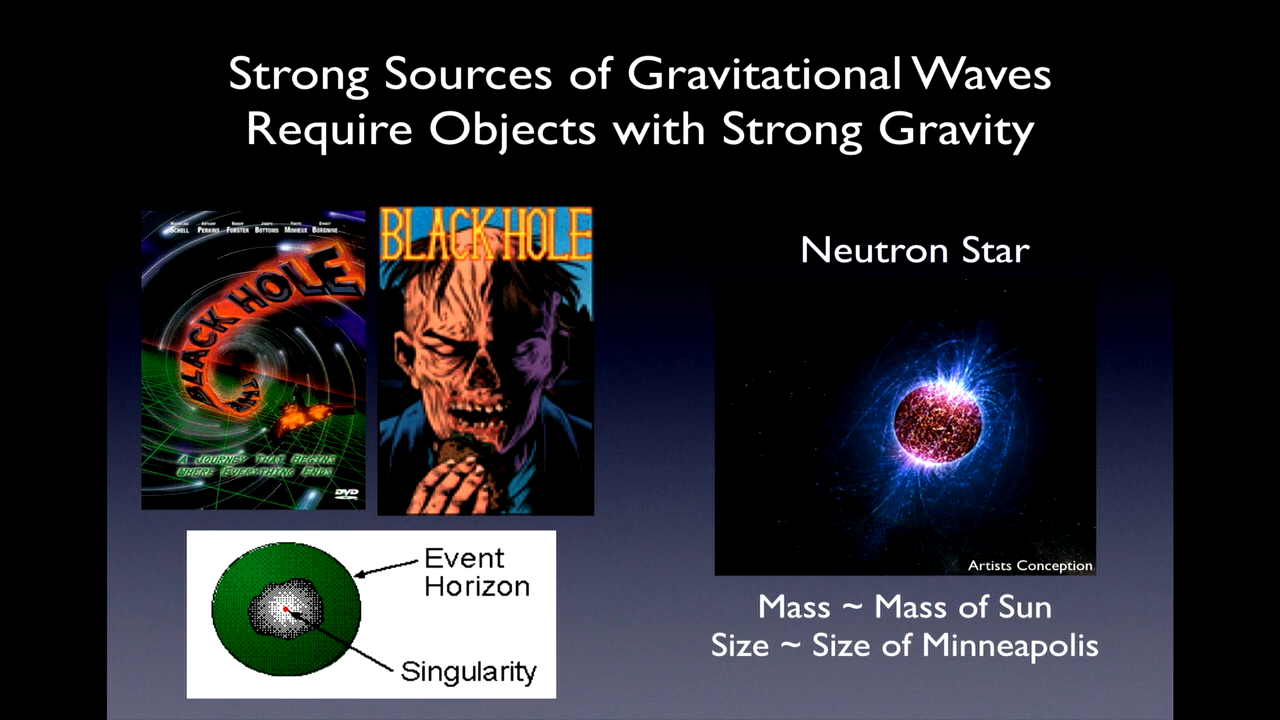 Strong Sources of Gravitational Waves
Require Objects with Strong Gravity
SCHELL PERKINS FORSTER BOTTOMS MIMIEUX BORGNINE
THE BLACK HOLE
A JOURNEY THAT BEGINS
WHERE EVERYTHING ENDS
DVD
BLACK HOLE
Event
Horizon
Singularity
Neutron Star
Artists Conception
Mass ~ Mass of Sun
Size ~ Size of Minneapolis